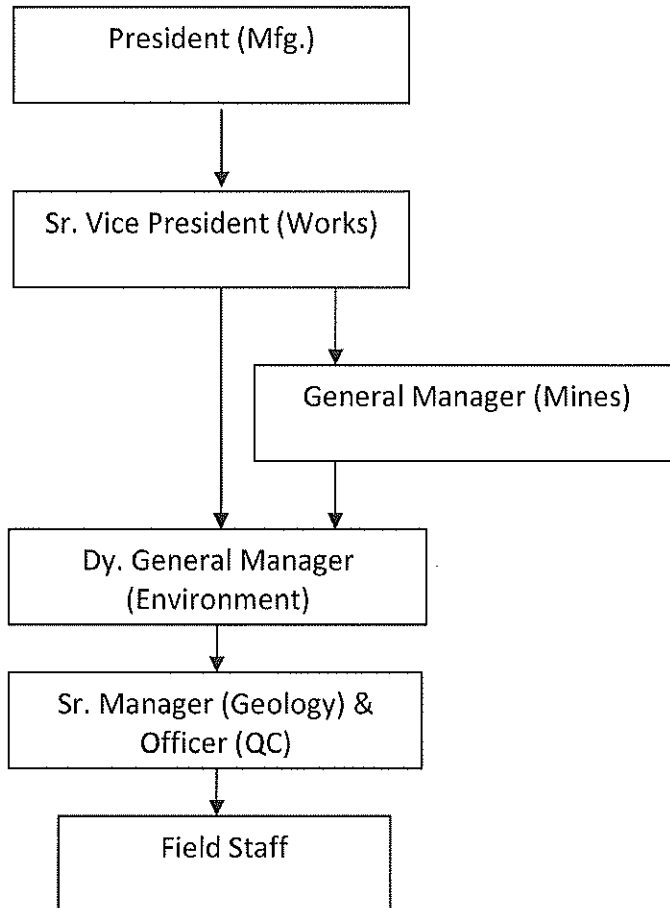 President (Mfg.)
Sr. Vice President (Works)
General Manager (Mines)
Dy. General Manager
(Environment)
Sr. Manager (Geology) &
Officer (QC)
Field Staff